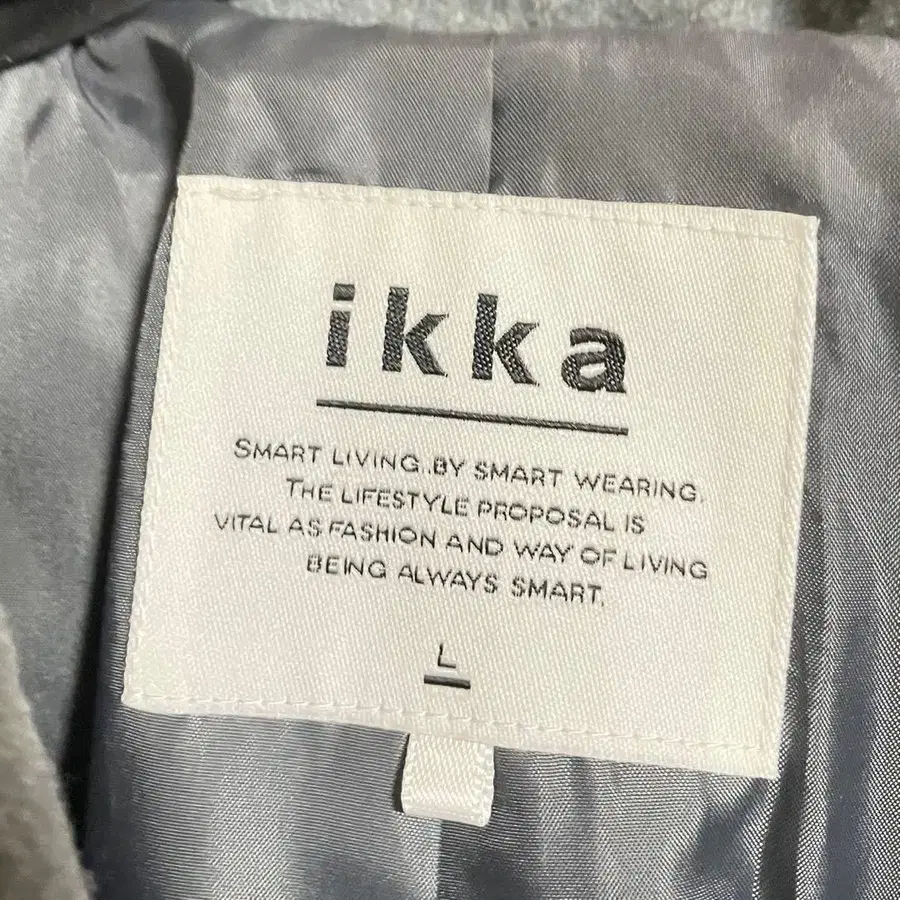 ikka
SMART LIVING..BY SMART WEARING.
THE LIFESTYLE PROPOSAL IS
VITAL AS FASHION AND WAY OF LIVING
BEING ALWAYS SMART.
L